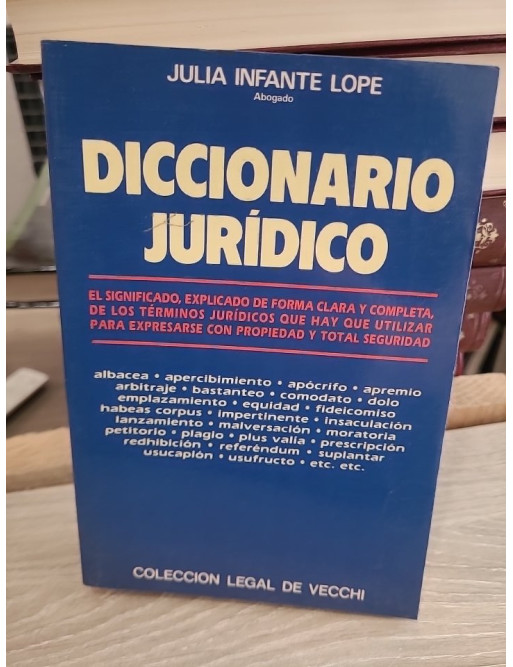 JULIA INFANTE LOPE
Abogado
DICCIONARIO
JURÍDICO
EL SIGNIFICADO, EXPLICADO DE FORMA CLARA Y COMPLETA,
DE LOS TÉRMINOS JURÍDICOS QUE HAY QUE UTILIZAR
PARA EXPRESARSE CON PROPIEDAD Y TOTAL SEGURIDAD
albacea • apercibimiento • apócrifo • apremio
arbitraje • bastanteo • comodato • dolo
emplazamiento • equidad • fideicomiso
habeas corpus • impertinente • insaculación
lanzamiento • malversación • moratoria
petitorio • plagio • plus valía • prescripción
redhibición • referéndum • suplantar
usucapión • usufructo • etc. etc.
COLECCION LEGAL DE VECCHI